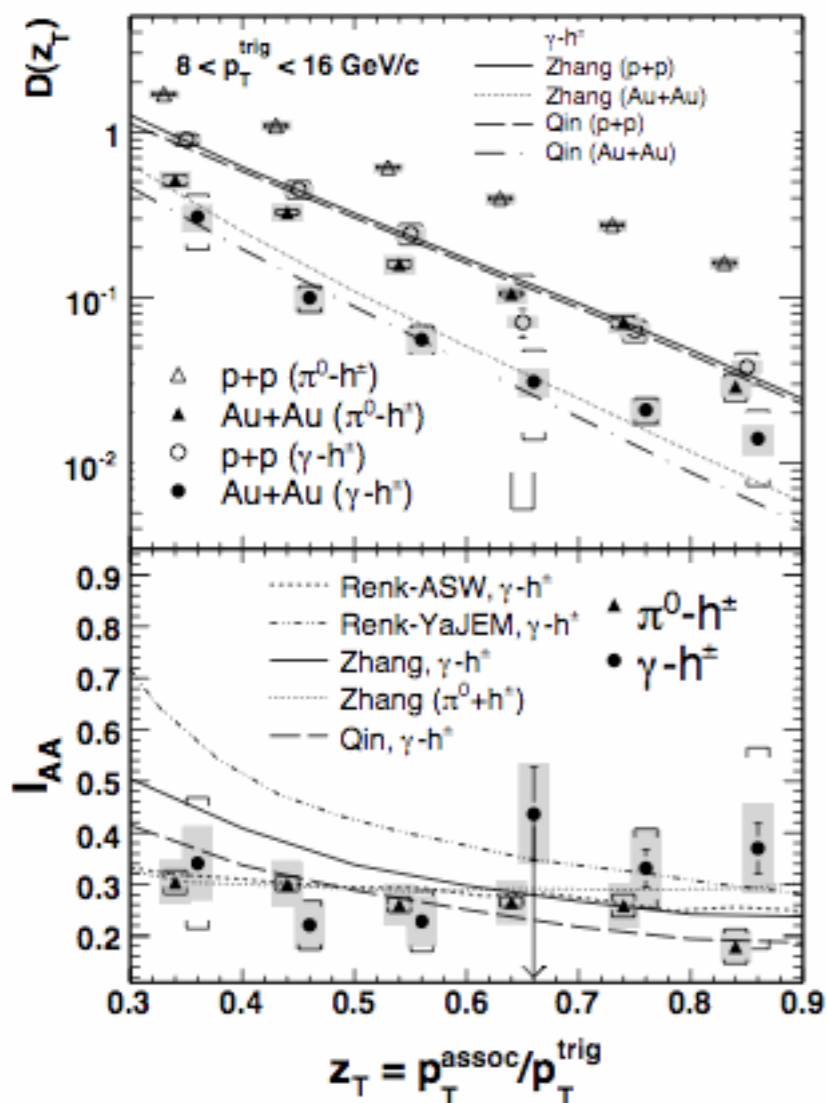 D(z_T)
8 < p_T^trig < 16 GeV/c
γ-h±
Zhang (p+p)
Zhang (Au+Au)
Qin (p+p)
Qin (Au+Au)
1
10⁻¹
10⁻²
p+p (π⁰-h±)
Au+Au (π⁰-h±)
p+p (γ-h±)
Au+Au (γ-h±)
I_AA
0.9
0.8
0.7
0.6
0.5
0.4
0.3
0.2
Renk-ASW, γ-h±
Renk-YaJEM, γ-h±
Zhang, γ-h±
Zhang (π⁰+h±)
Qin, γ-h±
π⁰-h±
γ-h±
0.3 0.4 0.5 0.6 0.7 0.8 0.9
z_T = p_T^assoc/p_T^trig